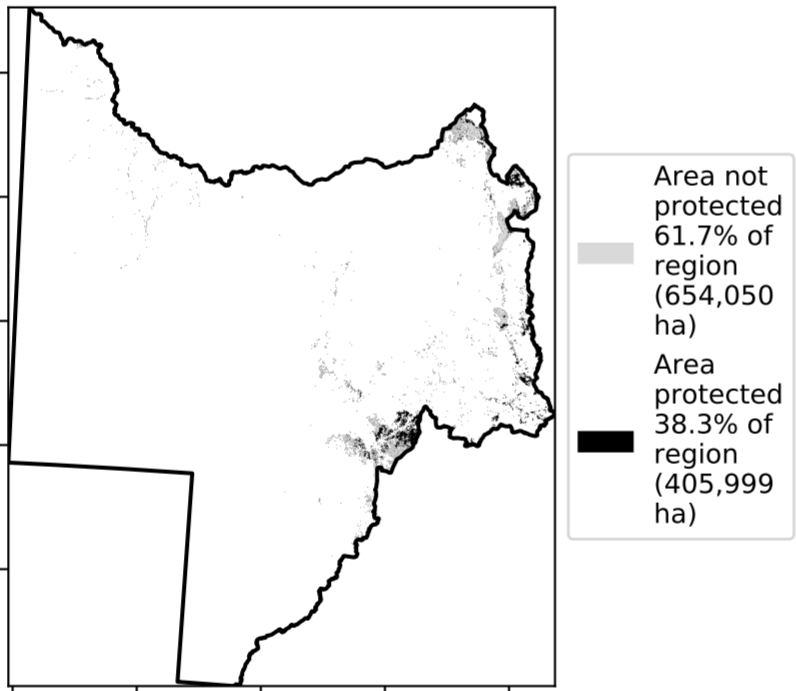 Area not
protected
61.7% of
region
(654,050
ha)
Area
protected
38.3% of
region
(405,999
ha)